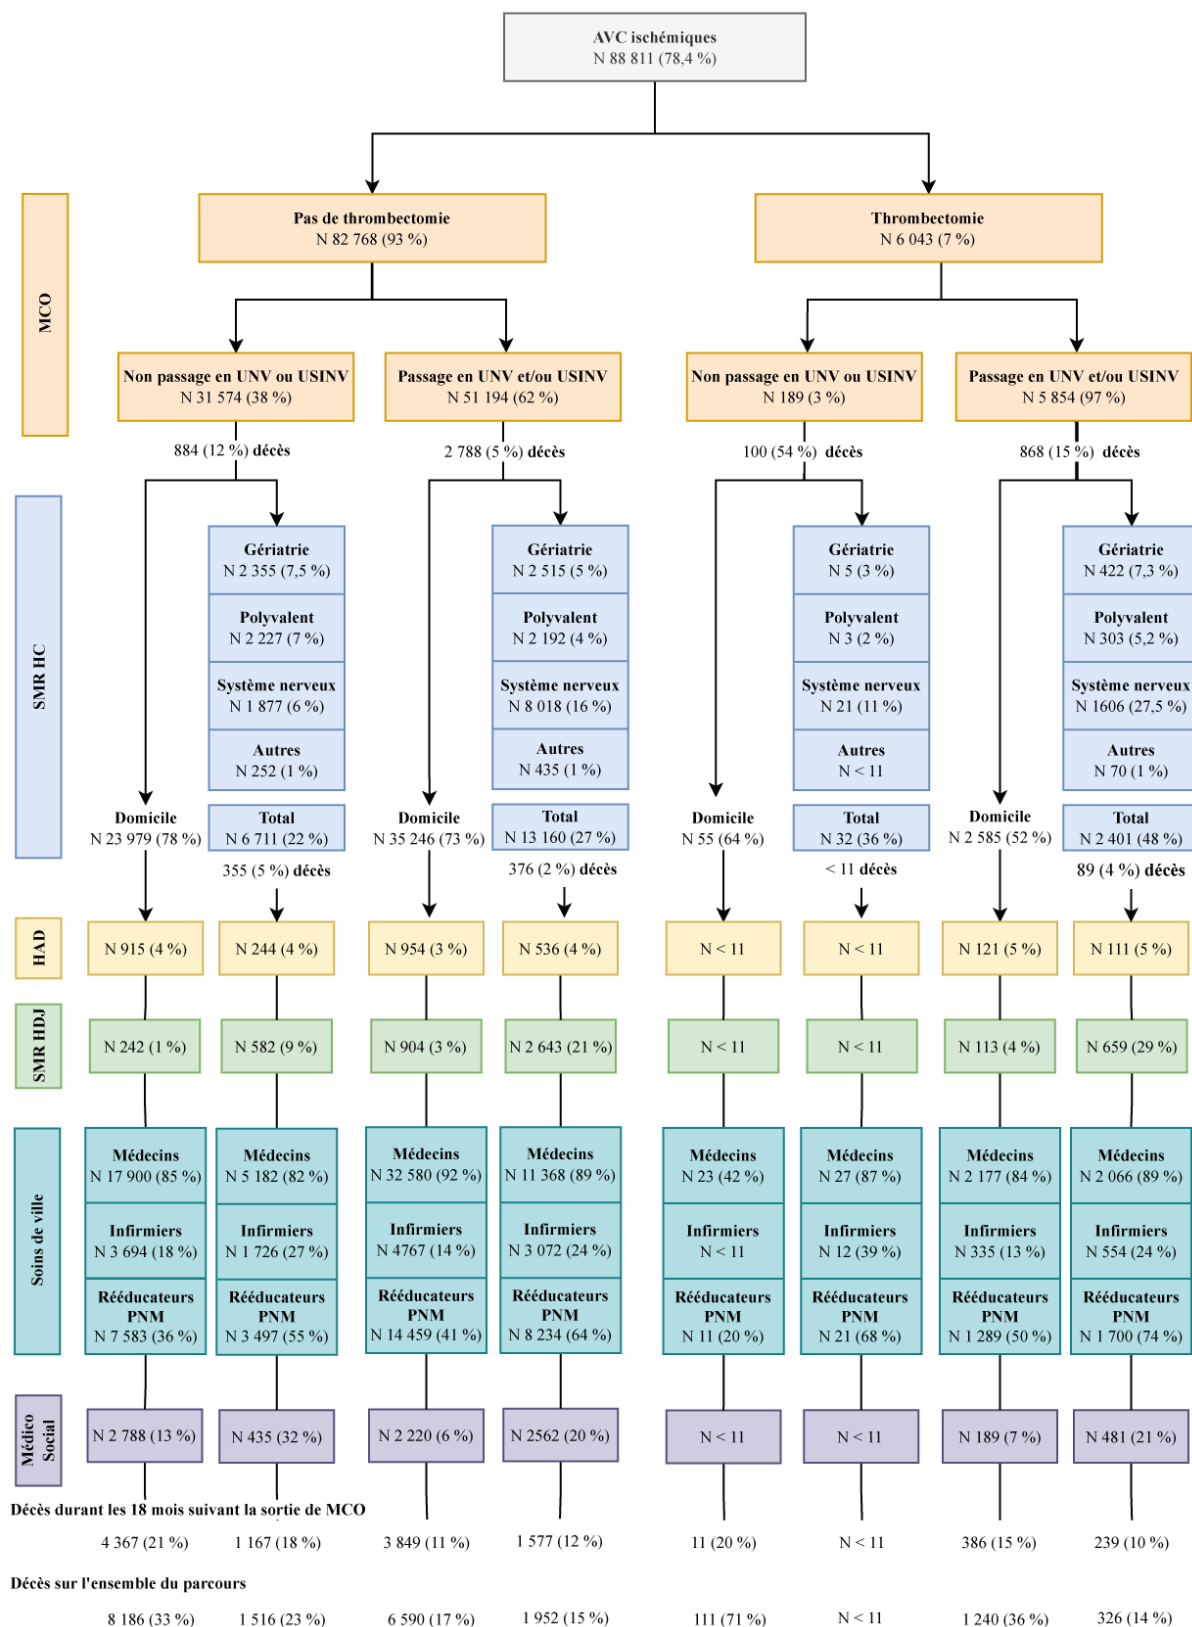 AVC ischémiques
N 88 811 (78,4 %)
MCO
Pas de thrombectomie
N 82 768 (93 %)
Thrombectomie
N 6 043 (7 %)
Non passage en UNV ou USINV
N 31 574 (38 %)
Passage en UNV et/ou USINV
N 51 194 (62 %)
Non passage en UNV ou USINV
N 189 (3 %)
Passage en UNV et/ou USINV
N 5 854 (97 %)
884 (12 %) décès
2 788 (5 %) décès
100 (54 %) décès
868 (15 %) décès
SMR HC
Gériatrie
N 2 355 (7,5 %)
Polyvalent
N 2 227 (7 %)
Système nerveux
N 1 877 (6 %)
Autres
N 252 (1 %)
Gériatrie
N 2 515 (5 %)
Polyvalent
N 2 192 (4 %)
Système nerveux
N 8 018 (16 %)
Autres
N 435 (1 %)
Gériatrie
N 5 (3 %)
Polyvalent
N 3 (2 %)
Système nerveux
N 21 (11 %)
Autres
N < 11
Gériatrie
N 422 (7,3 %)
Polyvalent
N 303 (5,2 %)
Système nerveux
N 1606 (27,5 %)
Autres
N 70 (1 %)
Domicile
N 23 979 (78 %)
Total
N 6 711 (22 %)
Domicile
N 35 246 (73 %)
Total
N 13 160 (27 %)
Domicile
N 55 (64 %)
Total
N 32 (36 %)
Domicile
N 2 585 (52 %)
Total
N 2 401 (48 %)
355 (5 %) décès
376 (2 %) décès
< 11 décès
89 (4 %) décès
HAD
N 915 (4 %)
N 244 (4 %)
N 954 (3 %)
N 536 (4 %)
N < 11
N < 11
N 121 (5 %)
N 111 (5 %)
SMR HDJ
N 242 (1 %)
N 582 (9 %)
N 904 (3 %)
N 2 643 (21 %)
N < 11
N < 11
N 113 (4 %)
N 659 (29 %)
Soins de ville
Médecins
N 17 900 (85 %)
Médecins
N 5 182 (82 %)
Médecins
N 32 580 (92 %)
Médecins
N 11 368 (89 %)
Médecins
N 23 (42 %)
Médecins
N 27 (87 %)
Médecins
N 2 177 (84 %)
Médecins
N 2 066 (89 %)
Infirmiers
N 3 694 (18 %)
Infirmiers
N 1 726 (27 %)
Infirmiers
N 4767 (14 %)
Infirmiers
N 3 072 (24 %)
Infirmiers
N < 11
Infirmiers
N 12 (39 %)
Infirmiers
N 335 (13 %)
Infirmiers
N 554 (24 %)
Rééducateurs
PNM
N 7 583 (36 %)
Rééducateurs
PNM
N 3 497 (55 %)
Rééducateurs
PNM
N 14 459 (41 %)
Rééducateurs
PNM
N 8 234 (64 %)
Rééducateurs
PNM
N 11 (20 %)
Rééducateurs
PNM
N 21 (68 %)
Rééducateurs
PNM
N 1 289 (50 %)
Rééducateurs
PNM
N 1 700 (74 %)
Médico
Social
N 2 788 (13 %)
N 435 (32 %)
N 2 220 (6 %)
N 2562 (20 %)
N < 11
N < 11
N 189 (7 %)
N 481 (21 %)
Décès durant les 18 mois suivant la sortie de MCO
4 367 (21 %)
1 167 (18 %)
3 849 (11 %)
1 577 (12 %)
11 (20 %)
N < 11
386 (15 %)
239 (10 %)
Décès sur l'ensemble du parcours
8 186 (33 %)
1 516 (23 %)
6 590 (17 %)
1 952 (15 %)
111 (71 %)
N < 11
1 240 (36 %)
326 (14 %)